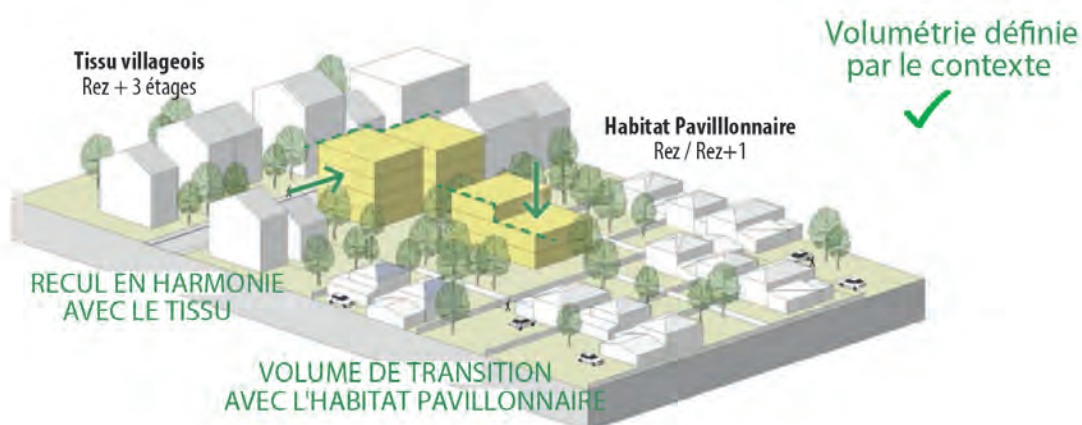 Volumétrie définie
par le contexte
Tissu villageois
Rez + 3 étages
Habitat Pavilllonnaire
Rez / Rez+1
RECUL EN HARMONIE
AVEC LE TISSU
VOLUME DE TRANSITION
AVEC L'HABITAT PAVILLONNAIRE